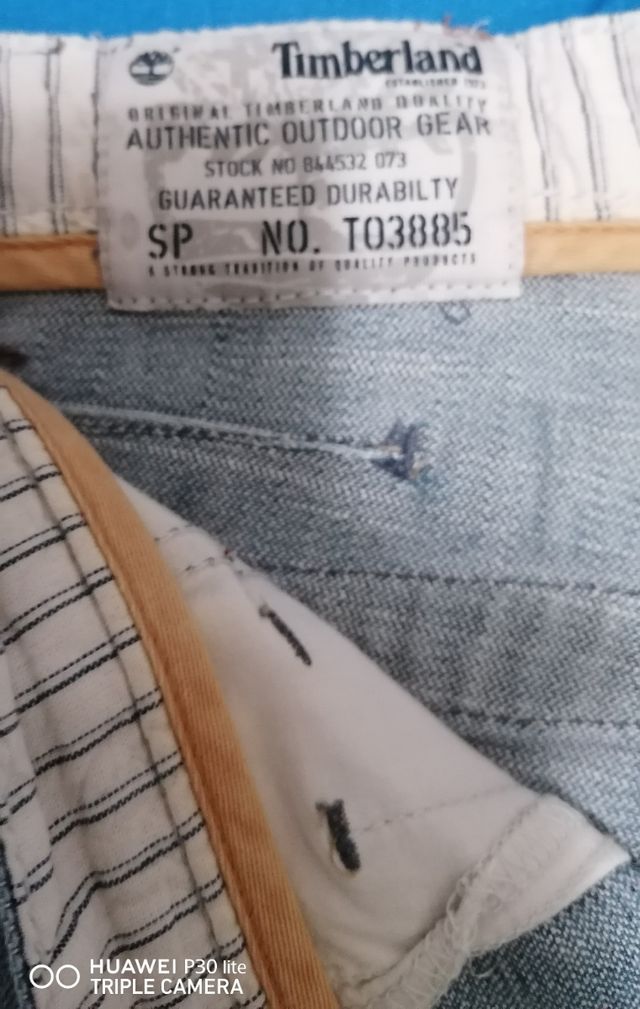 Timberland
ESTABLISHED 1973
ORIGINAL TIMBERLAND QUALITY
AUTHENTIC OUTDOOR GEAR
STOCK NO 844532 073
GUARANTEED DURABILTY
SP NO. T03885
A STRONG TRADITION OF QUALITY PRODUCTS
HUAWEI P30 lite
TRIPLE CAMERA